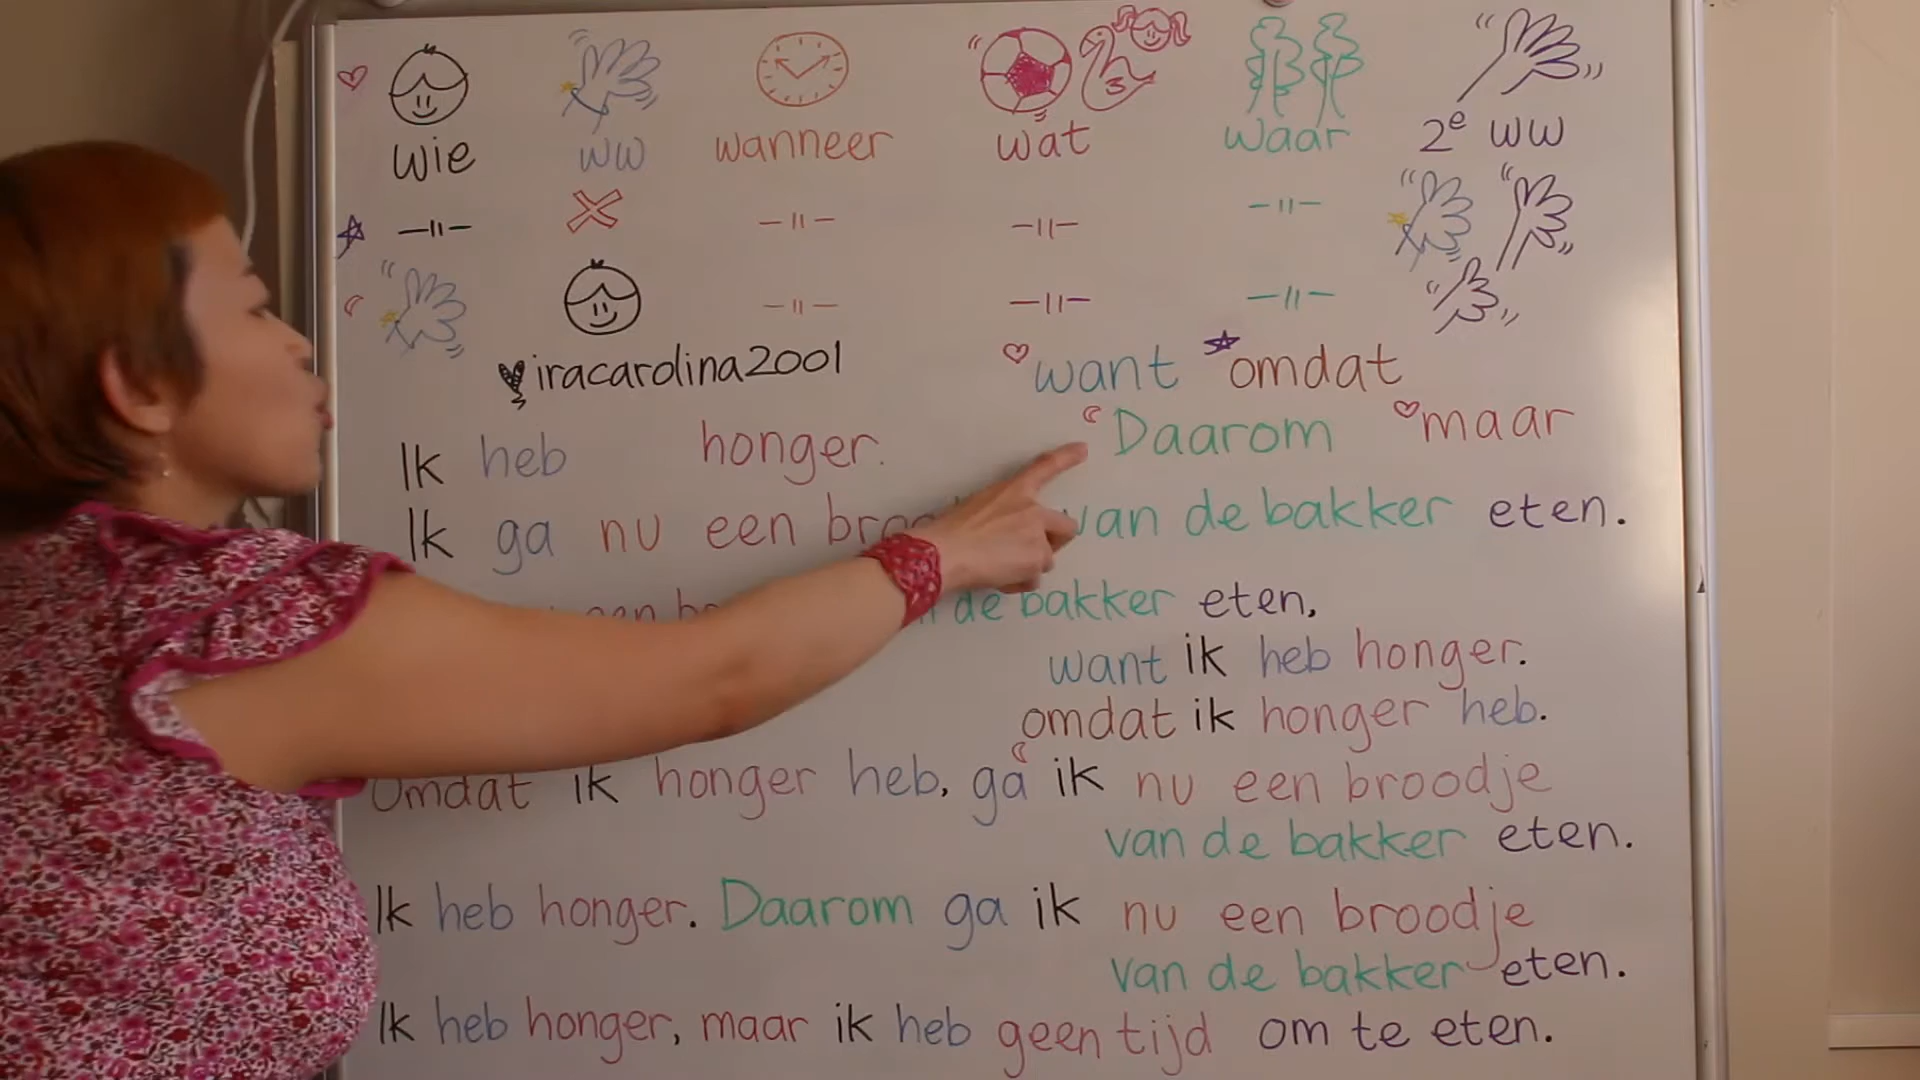 wie ww wanneer wat waar 2e ww
iracarolina2001
want omdat
Daarom maar
Ik heb honger.
Ik ga nu een van de bakker eten.
de bakker eten,
want ik heb honger.
omdat ik honger heb.
Omdat ik honger heb, ga ik nu een broodje
van de bakker eten.
Ik heb honger. Daarom ga ik nu een broodje
van de bakker eten.
Ik heb honger, maar ik heb geen tijd om te eten.